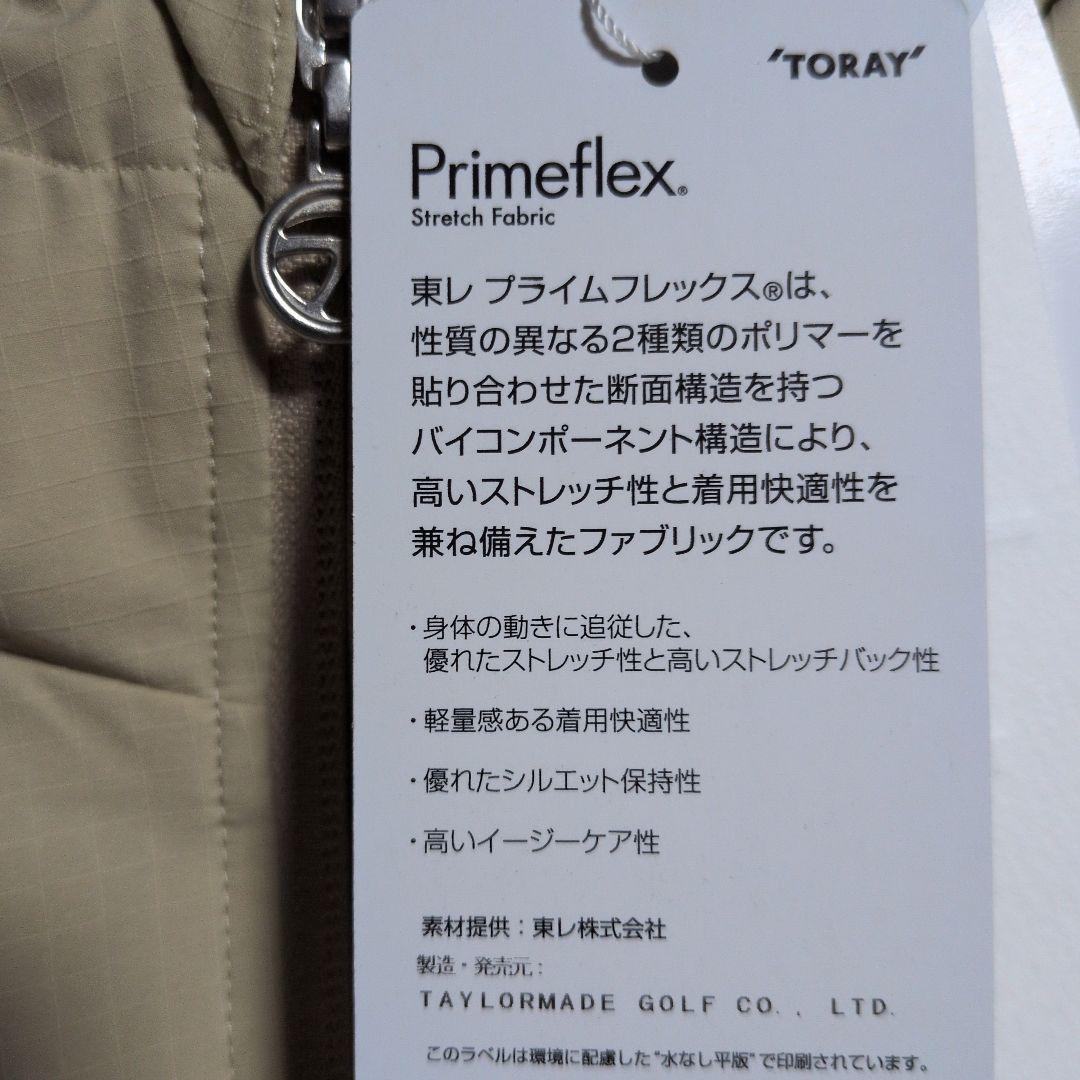 'TORAY'
Primeflex®
Stretch Fabric
東レ プライムフレックス®は、
性質の異なる2種類のポリマーを
貼り合わせた断面構造を持つ
バイコンポーネント構造により、
高いストレッチ性と着用快適性を
兼ね備えたファブリックです。
・身体の動きに追従した、
優れたストレッチ性と高いストレッチバック性
・軽量感ある着用快適性
・優れたシルエット保持性
・高いイージーケア性
素材提供：東レ株式会社
製造・発売元：
TAYLORMADE GOLF CO., LTD.
このラベルは環境に配慮した"水なし平版"で印刷されています。